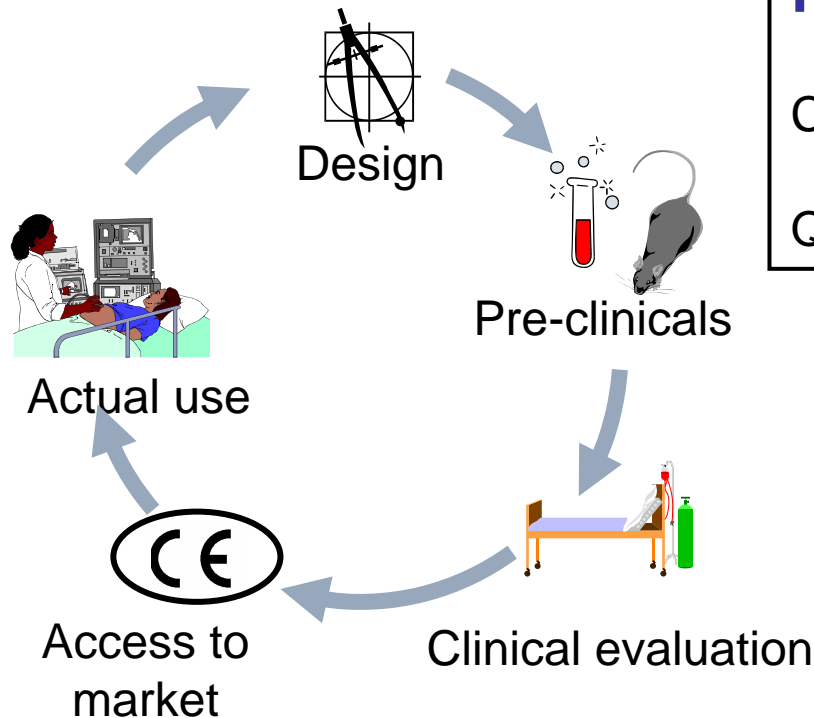 Design
Pre-clinicals
Actual use
CE
Access to
market
Clinical evaluation